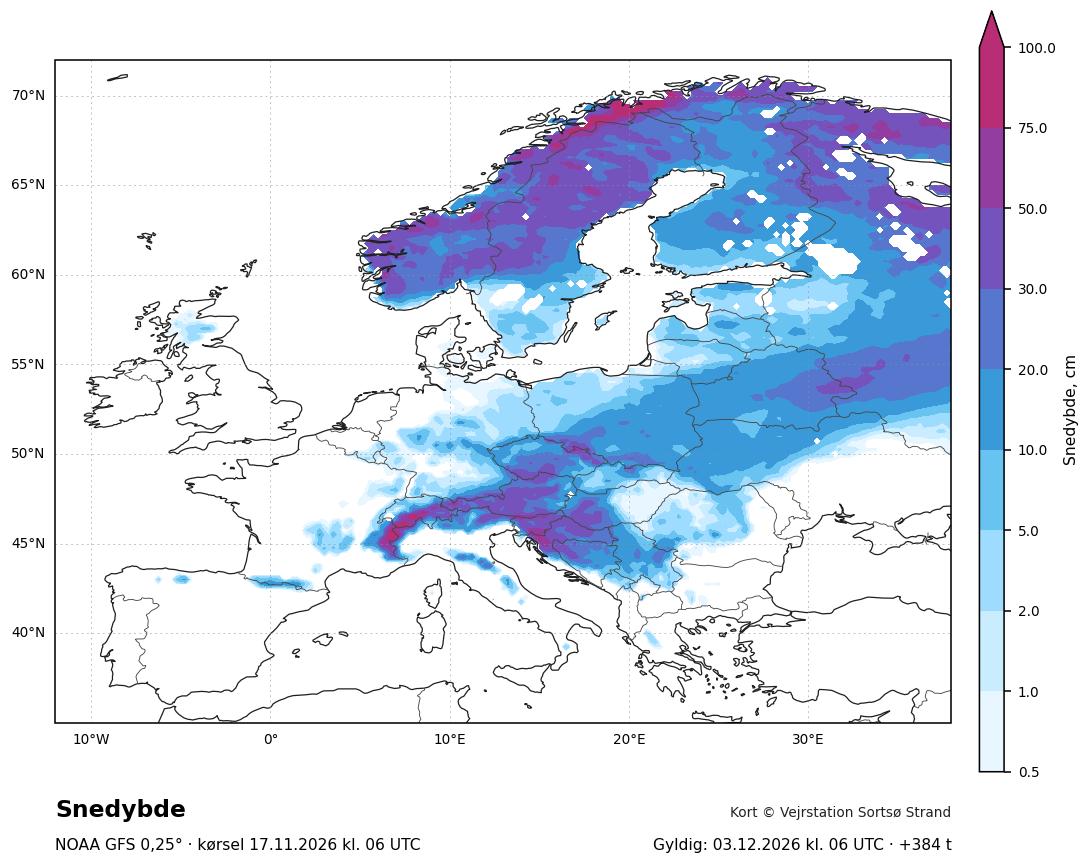 100.0
70°N
75.0
65°N
50.0
60°N
30.0
55°N
20.0
Snedybde, cm
50°N
10.0
45°N
5.0
40°N
2.0
1.0
10°W 0° 10°E 20°E 30°E
0.5
Snedybde
Kort © Vejrstation Sortsø Strand
NOAA GFS 0,25° · kørsel 17.11.2026 kl. 06 UTC
Gyldig: 03.12.2026 kl. 06 UTC · +384 t